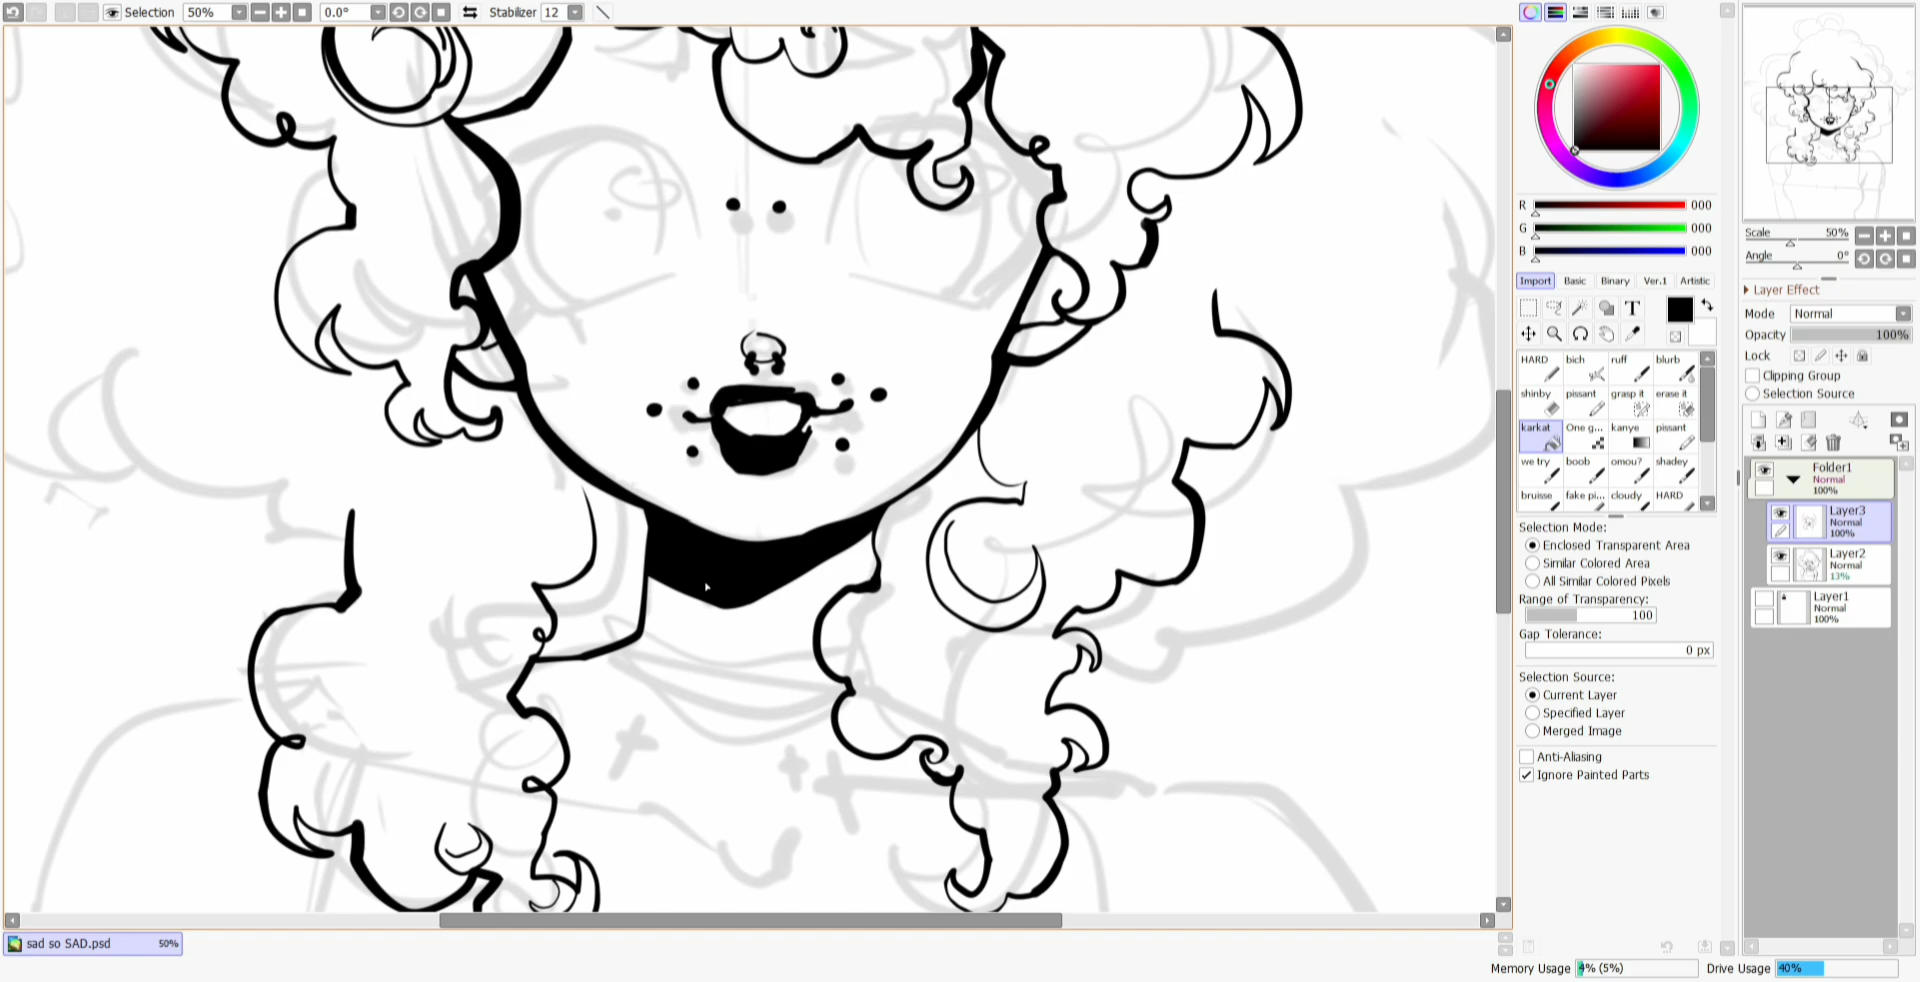 Selection 50% 0.0° Stabilizer 12
R 000
G 000
B 000
Import Basic Binary Ver.1 Artistic
T
HARD bich ruff blurb
shinby pissant grasp it erase it
karkat One g... kanye pissant
we try boob omou? shadey
bruisse fake pi... cloudy HARD
Selection Mode:
Enclosed Transparent Area
Similar Colored Area
All Similar Colored Pixels
Range of Transparency:
100
Gap Tolerance:
0 px
Selection Source:
Current Layer
Specified Layer
Merged Image
Anti-Aliasing
Ignore Painted Parts
Scale 50%
Angle 0°
Layer Effect
Mode Normal
Opacity 100%
Lock
Clipping Group
Selection Source
Folder1
Normal
100%
Layer3
Normal
100%
Layer2
Normal
13%
Layer1
Normal
100%
sad so SAD.psd 50%
Memory Usage 4% (5%) Drive Usage 40%